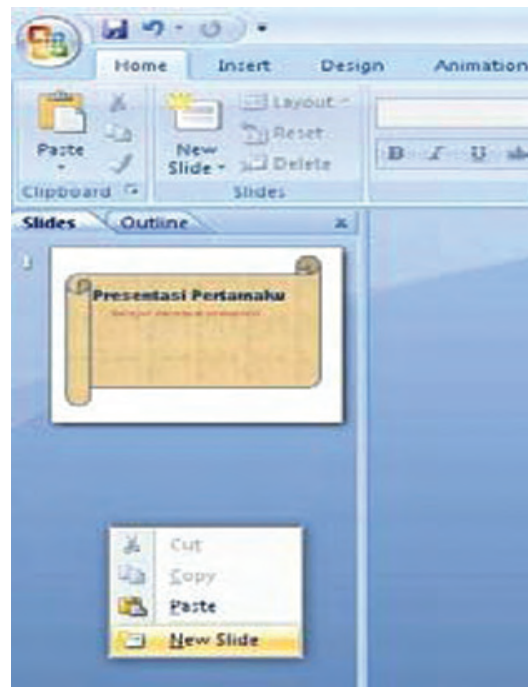 Home Insert Design Animation
Layout
Reset
Paste New Slide Delete
Clipboard Slides
Slides Outline
1
Presentasi Pertamaku
Cut
Copy
Paste
New Slide